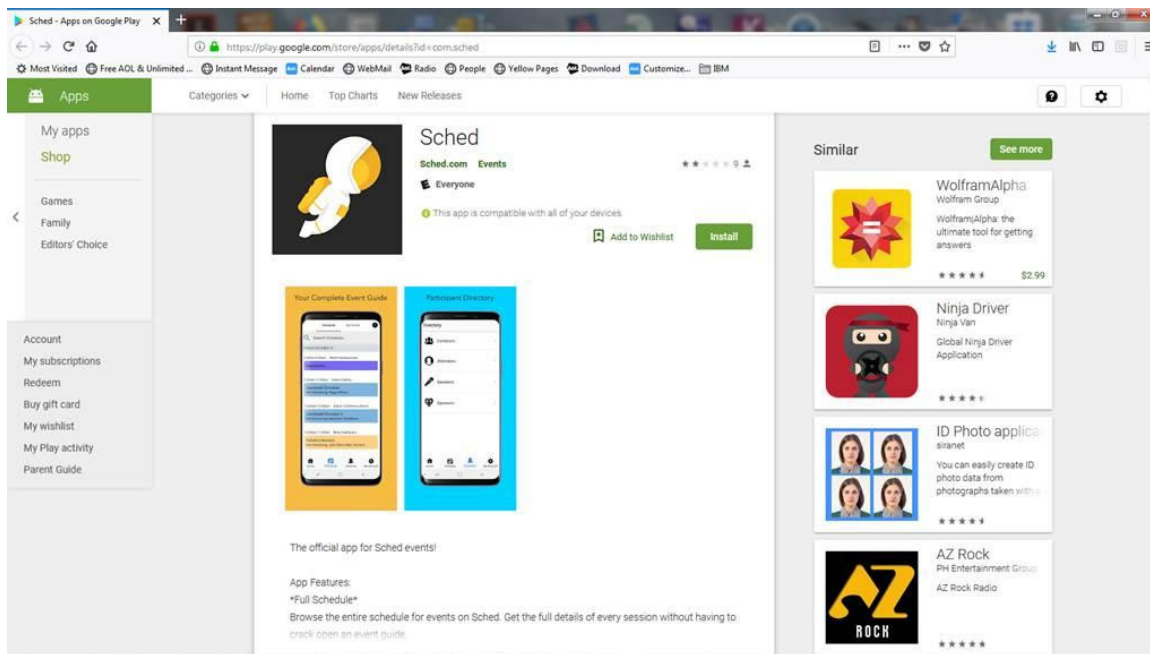 Sched - Apps on Google Play
https://play.google.com/store/apps/details?id=com.sched
Most Visited Free AOL & Unlimited ... Instant Message Calendar WebMail Radio People Yellow Pages Download Customize... IBM
Apps
Categories Home Top Charts New Releases
My apps
Shop
Games
Family
Editors' Choice
Account
My subscriptions
Redeem
Buy gift card
My wishlist
My Play activity
Parent Guide
Sched
Sched.com Events
9
E Everyone
This app is compatible with all of your devices.
Add to Wishlist
Install
Your Complete Event Guide
Participant Directory
Directory
The official app for Sched events!
App Features:
*Full Schedule*
Browse the entire schedule for events on Sched. Get the full details of every session without having to
crack open an event guide.
Similar
See more
WolframAlpha
Wolfram Group
Wolfram|Alpha: the
ultimate tool for getting
answers
$2.99
Ninja Driver
Ninja Van
Global Ninja Driver
Application
ID Photo applica
siranet
You can easily create ID
photo data from
photographs taken with
AZ Rock
PH Entertainment Group
AZ Rock Radio
AZ
ROCK